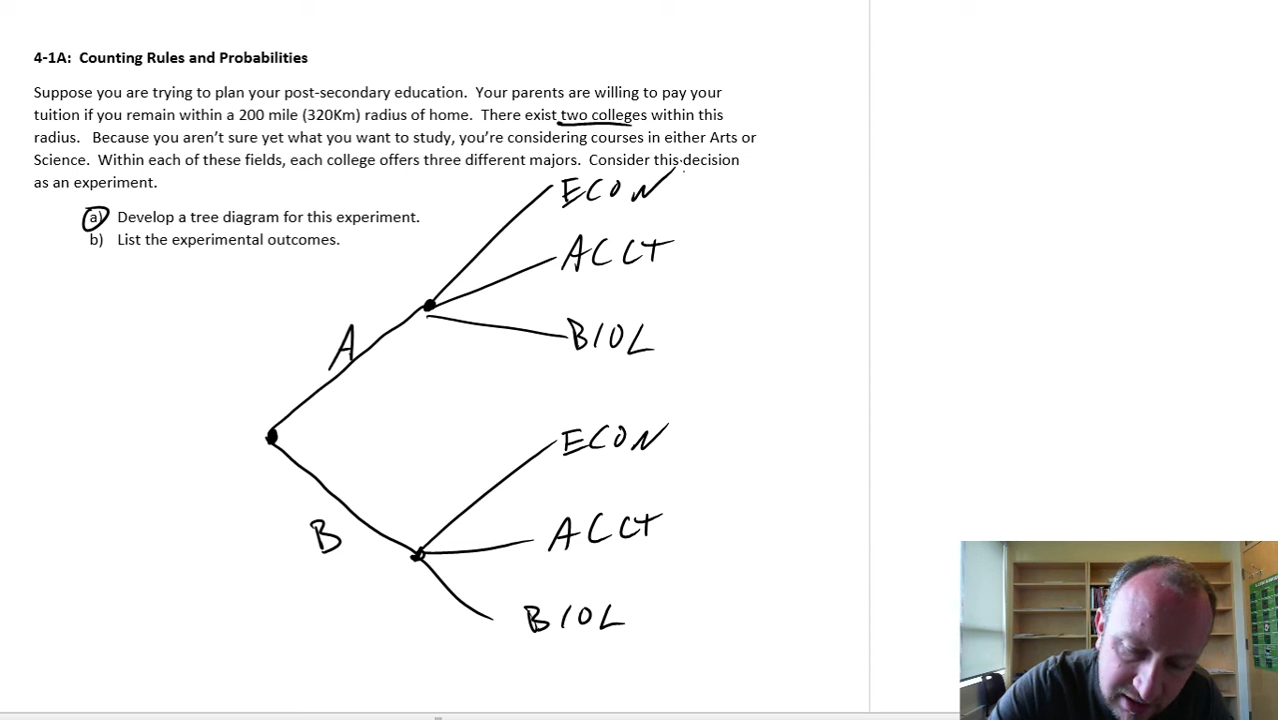 4-1A: Counting Rules and Probabilities
Suppose you are trying to plan your post-secondary education. Your parents are willing to pay your
tuition if you remain within a 200 mile (320Km) radius of home. There exist two colleges within this
radius. Because you aren't sure yet what you want to study, you're considering courses in either Arts or
Science. Within each of these fields, each college offers three different majors. Consider this decision
as an experiment.
a) Develop a tree diagram for this experiment.
b) List the experimental outcomes.
ECON
ACCT
BIOL
A
ECON
ACCT
B
BIOL